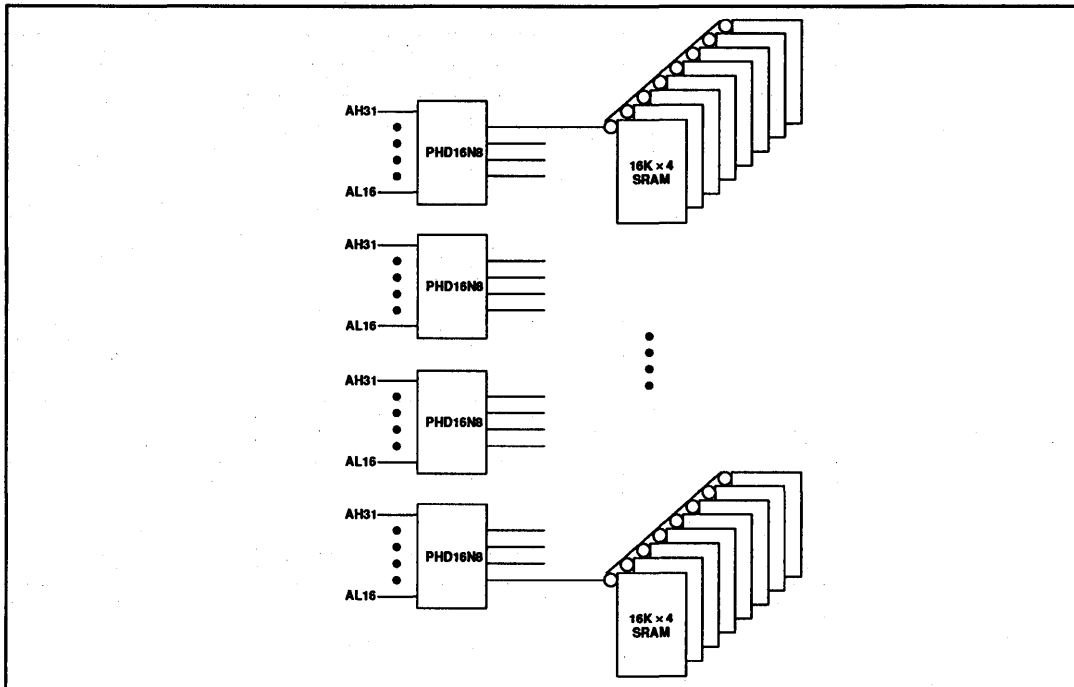 AH31
PHD16N8
AL16
16K × 4
SRAM
AH31
PHD16N8
AL16
AH31
PHD16N8
AL16
AH31
PHD16N8
AL16
16K × 4
SRAM